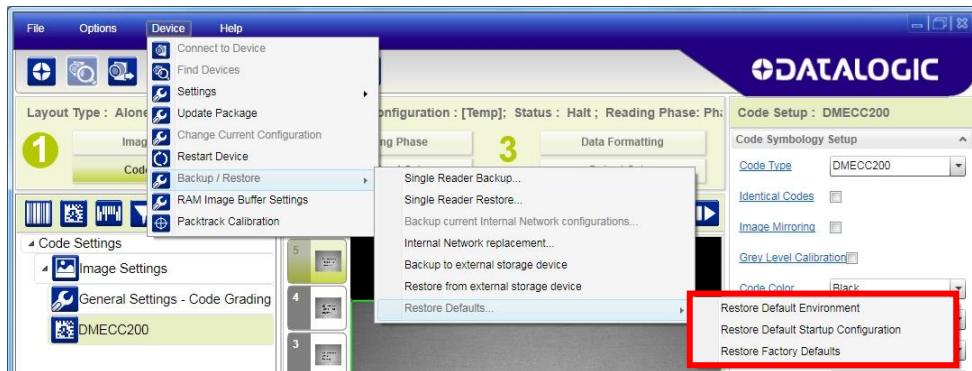 File Options Device Help
DATALOGIC
Connect to Device
Find Devices
Settings
Update Package
Change Current Configuration
Restart Device
Backup / Restore
RAM Image Buffer Settings
Packtrack Calibration
Layout Type : Alone
onfiguration : [Temp]; Status : Halt ; Reading Phase: Pha
1
Imag
Code
ng Phase
3
Data Formatting
Single Reader Backup...
Single Reader Restore...
Backup current Internal Network configurations...
Internal Network replacement...
Backup to external storage device
Restore from external storage device
Restore Defaults...
Restore Default Environment
Restore Default Startup Configuration
Restore Factory Defaults
Code Settings
Image Settings
General Settings - Code Grading
DMECC200
5
4
3
Code Setup : DMECC200
Code Symbology Setup
Code Type DMECC200
Identical Codes
Image Mirroring
Grey Level Calibration
Code Color Black